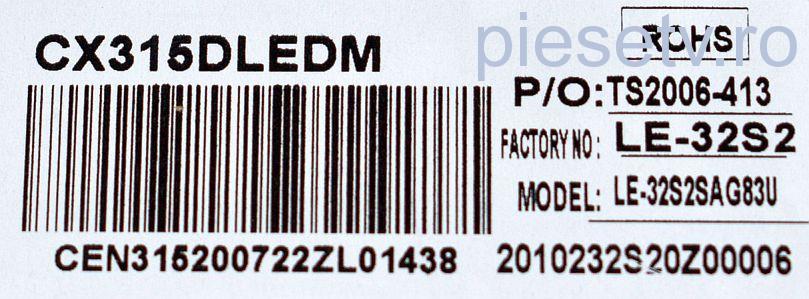 piesetv.ro
ROHS
CX315DLEDM
P/O:TS2006-413
FACTORY NO: LE-32S2
MODEL: LE-32S2SAG83U
CEN315200722ZL01438
2010232S20Z00006